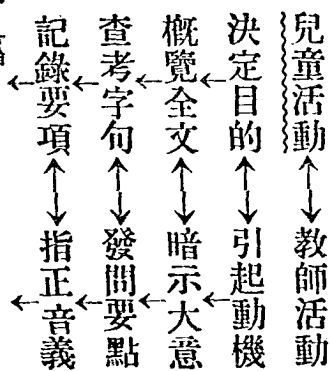 兒童活動←→教師活動
決定目的←→引起動機
概覽全文←→暗示大意
查考字句←→發問要點
記錄要項←→指正音義